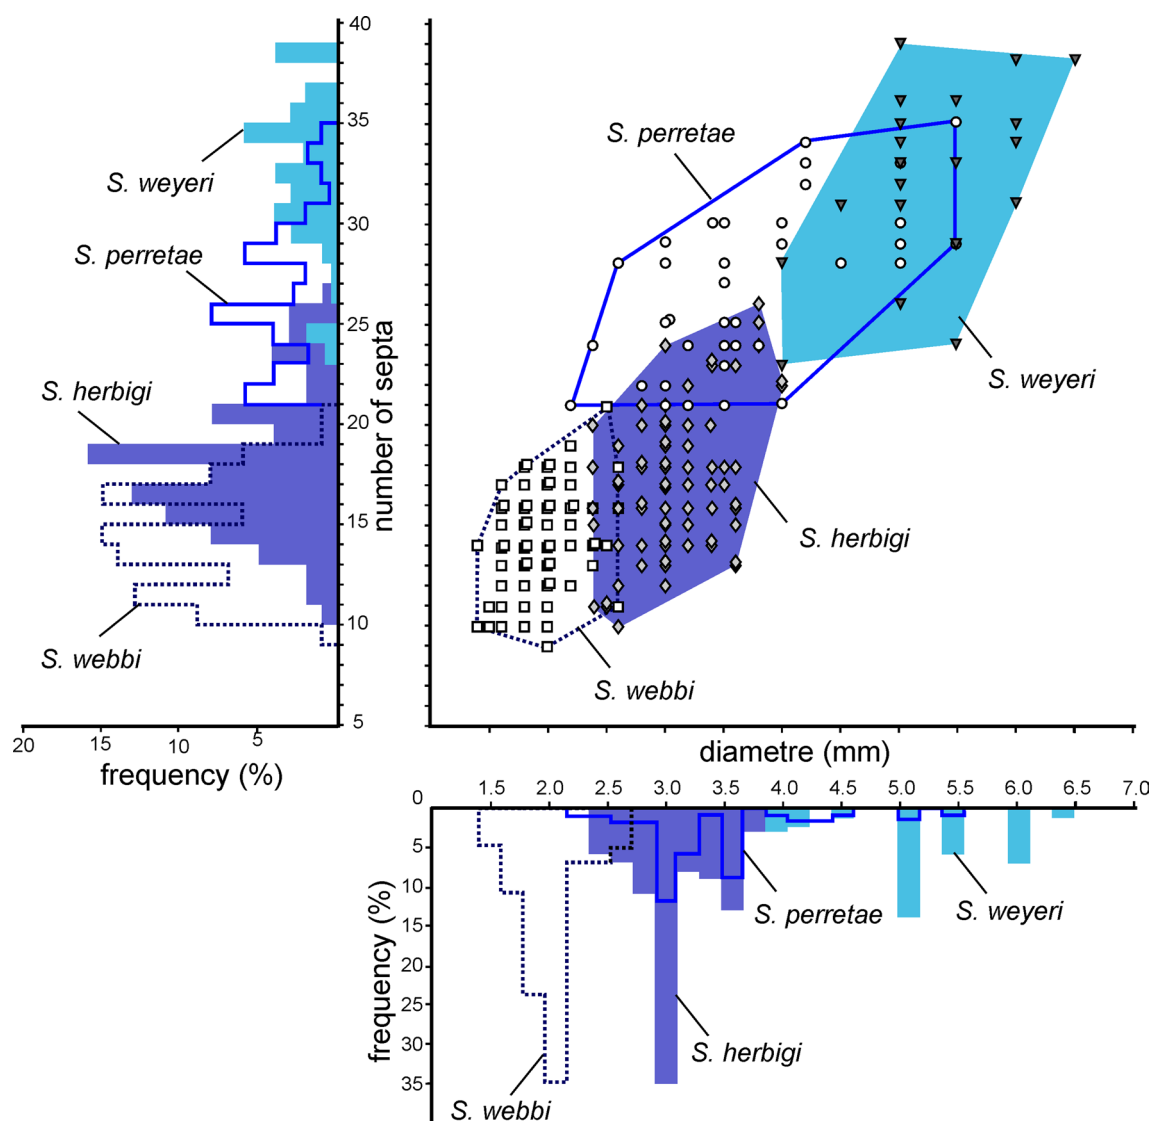 40
35
30
25
20
15
10
5
number of septa
S. weyeri
S. perretae
S. herbigi
S. webbi
20
15
10
5
frequency (%)
S. perretae
S. weyeri
S. herbigi
S. webbi
diametre (mm)
1.5
2.0
2.5
3.0
3.5
4.0
4.5
5.0
5.5
6.0
6.5
7.0
0
5
10
15
20
25
30
35
frequency (%)
S. perretae
S. weyeri
S. herbigi
S. webbi